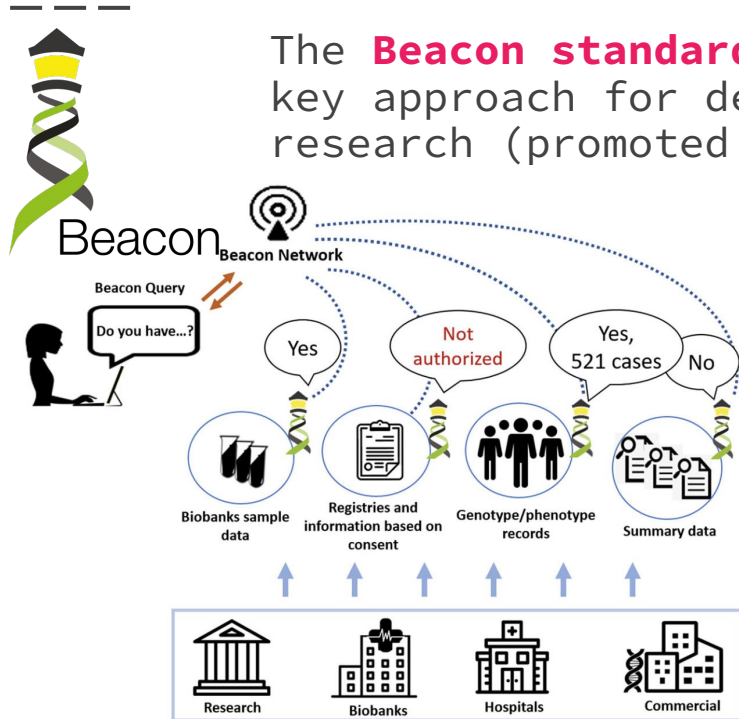 The Beacon standard
key approach for de
research (promoted
Beacon
Beacon Network
Beacon Query
Do you have...?
Yes
Not
authorized
Yes,
521 cases
No
Biobanks sample
data
Registries and
information based on
consent
Genotype/phenotype
records
Summary data
Research
Biobanks
Hospitals
Commercial